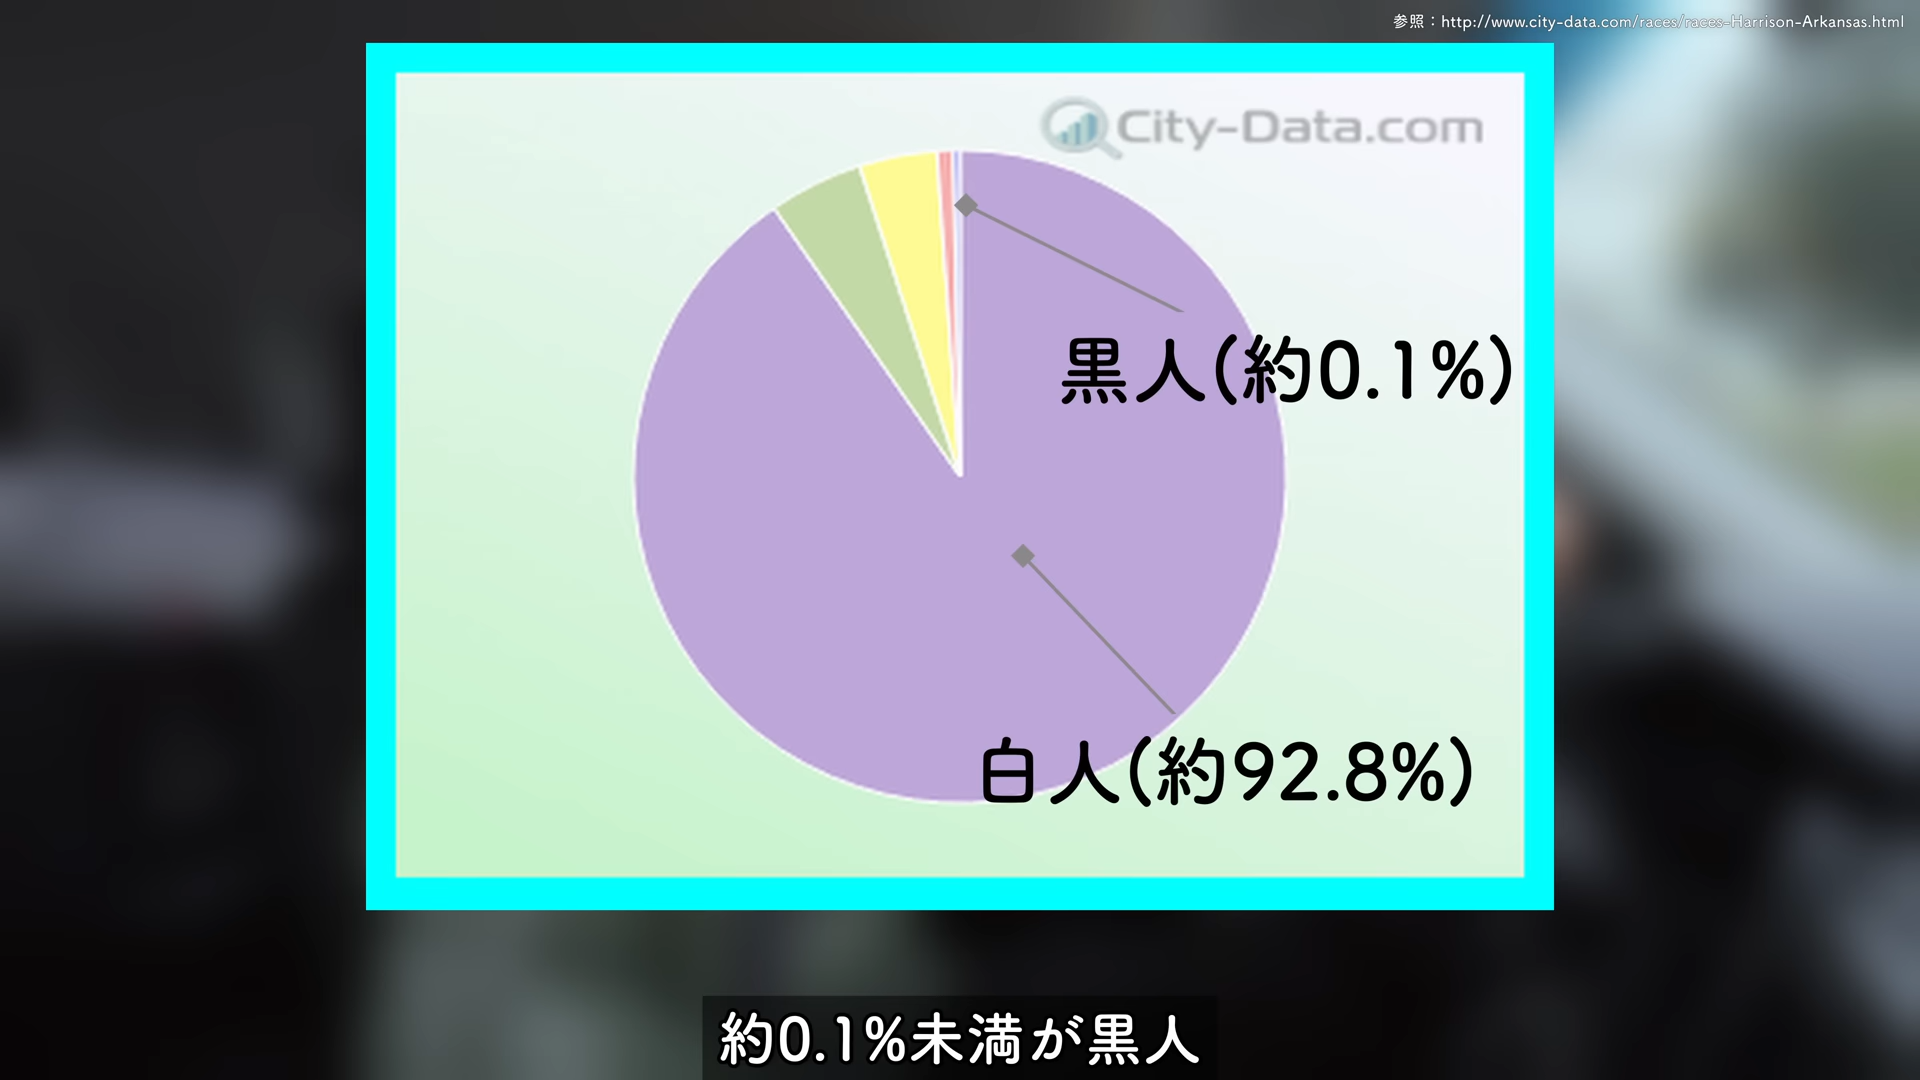 参照：http://www.city-data.com/races/races-Harrison-Arkansas.html
City-Data.com
黒人(約0.1%)
白人(約92.8%)
約0.1%未満が黒人